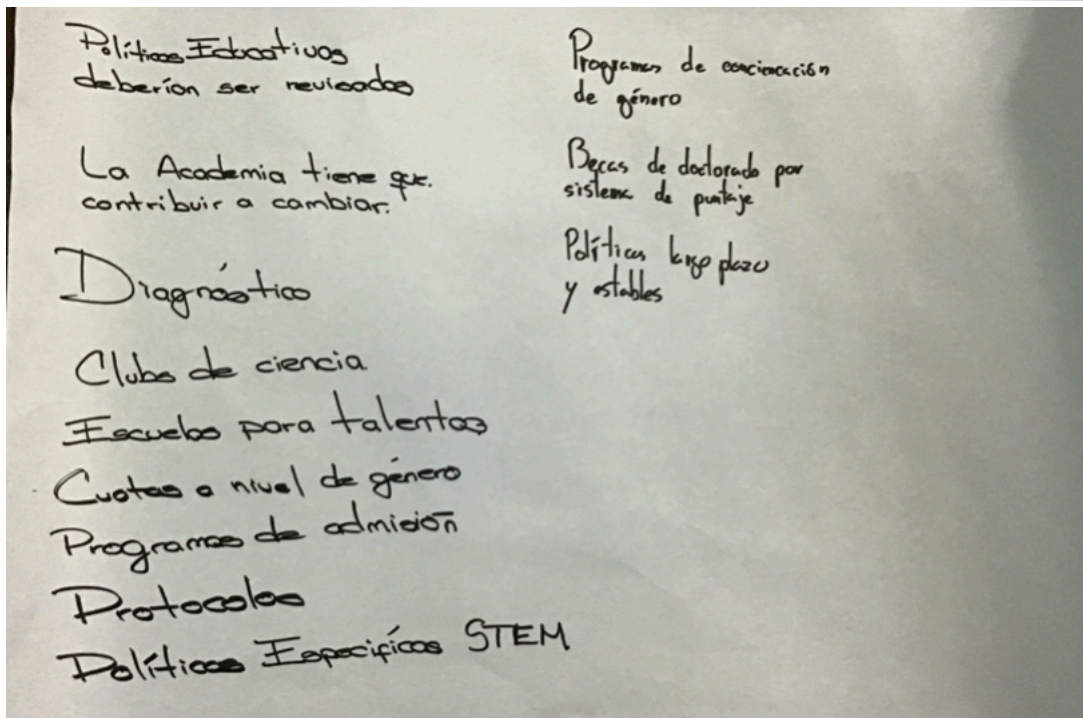 Políticas Educativas
deberían ser revisadas
La Academia tiene que.
contribuir a cambiar.
Diagnóstico
Clubs de ciencia
Escuelas para talentos
Cuotas a nivel de género
Programas de admisión
Protocolos
Políticas Específicas STEM
Programas de concienciación
de género
Becas de doctorado por
sistema de puntaje
Políticas largo plazo
y estables